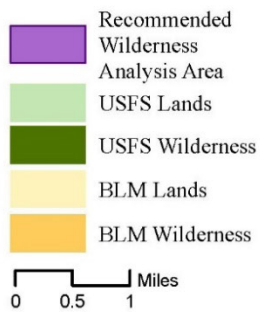 Recommended
Wilderness
Analysis Area
USFS Lands
USFS Wilderness
BLM Lands
BLM Wilderness
Miles
0 0.5 1